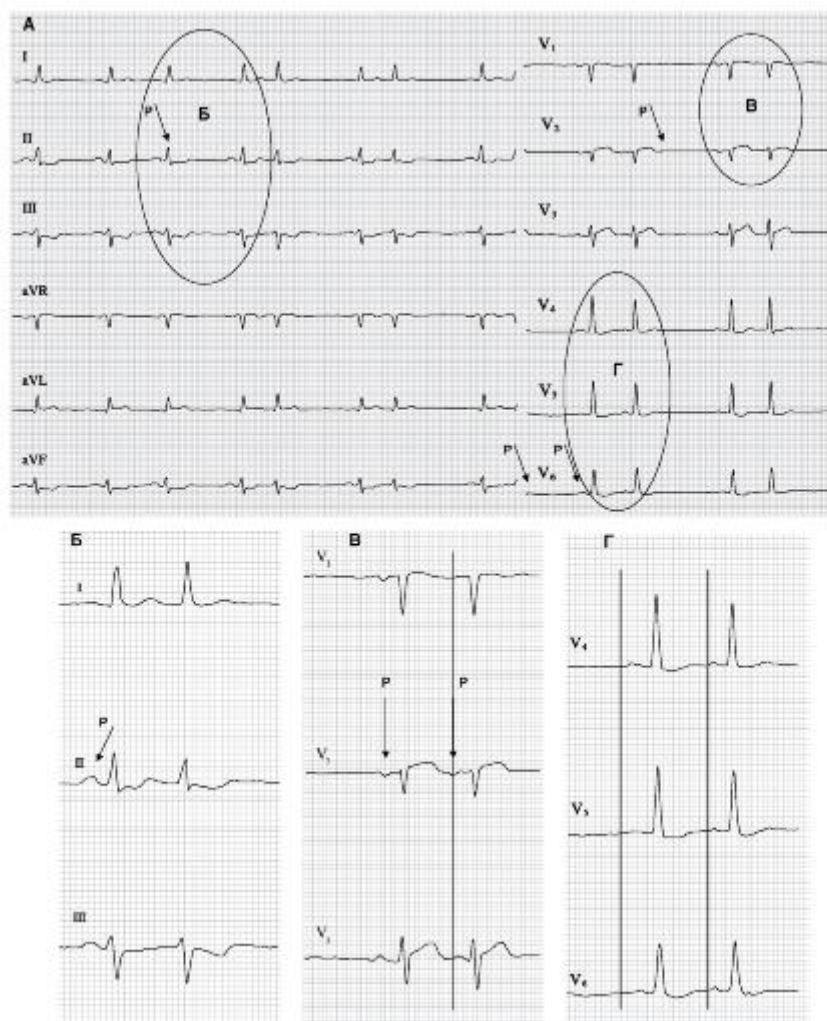 А
I
V₁
Б
В
P
P
II
V₂
III
V₃
aVR
V₄
Г
aVL
V₅
aVF
P
P
V₆
Б
В
Г
I
V₁
V₄
P
P
P
II
V₂
V₅
III
V₃
V₆